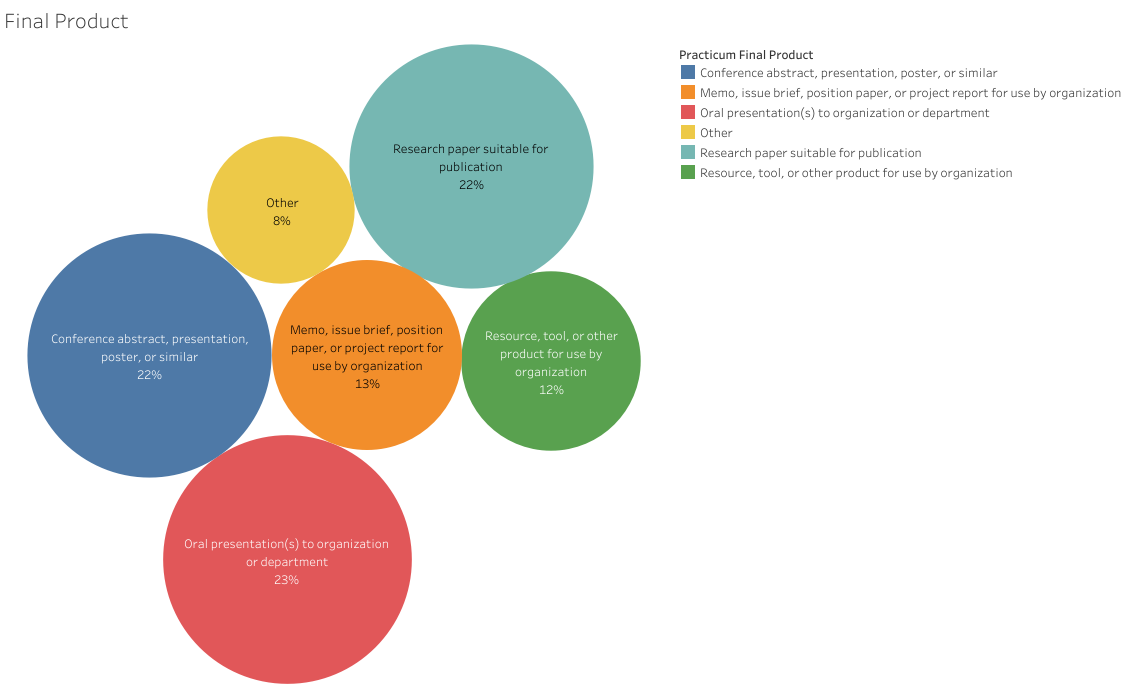 Final Product
Practicum Final Product
Conference abstract, presentation, poster, or similar
Memo, issue brief, position paper, or project report for use by organization
Oral presentation(s) to organization or department
Other
Research paper suitable for publication
Resource, tool, or other product for use by organization
Research paper suitable for
publication
22%
Other
8%
Conference abstract, presentation,
poster, or similar
22%
Memo, issue brief, position
paper, or project report for
use by organization
13%
Resource, tool, or other
product for use by
organization
12%
Oral presentation(s) to organization
or department
23%